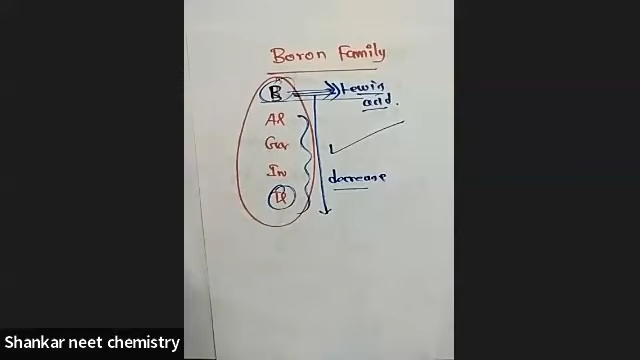 Boron Family
B Lewis acid.
Al
Ga
In
Tl
decrease
Shankar neet chemistry